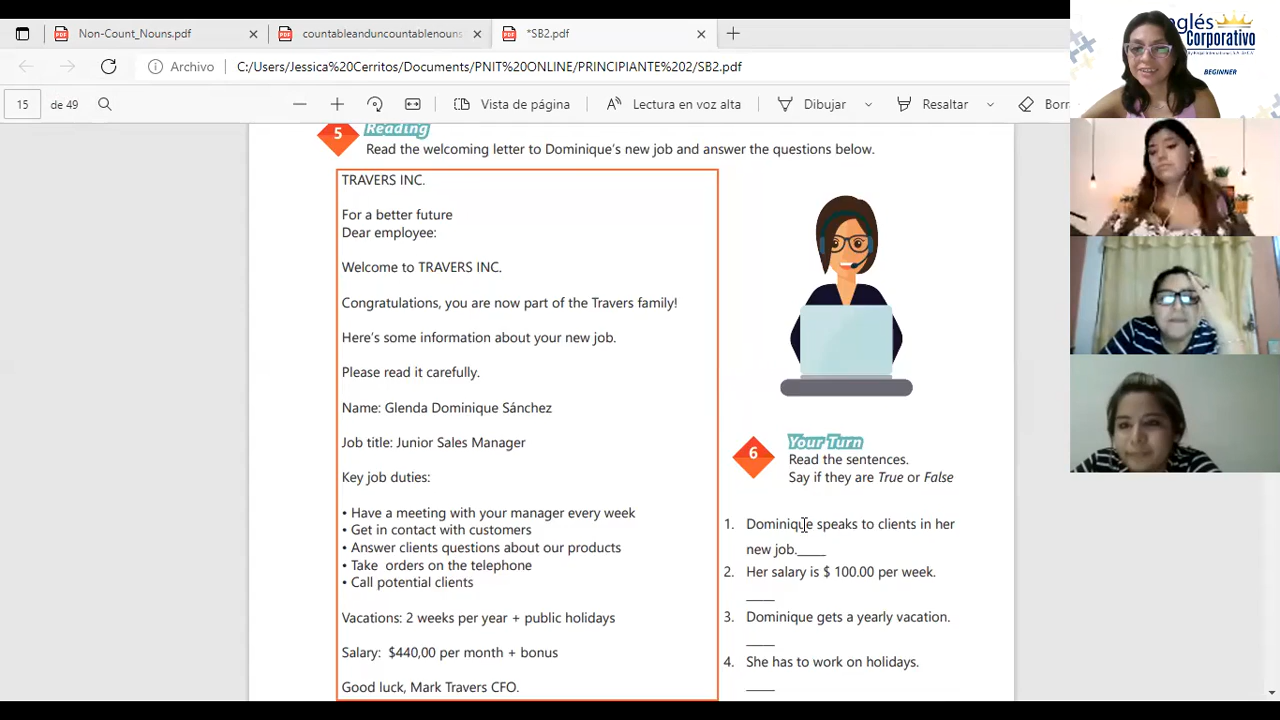 Non-Count_Nouns.pdf
countableanduncountablenouns
*SB2.pdf
Archivo
C:/Users/Jessica%20Cerritos/Documents/PNIT%20ONLINE/PRINCIPIANTE%202/SB2.pdf
15 de 49
Vista de página
Lectura en voz alta
Dibujar
Resaltar
Borra
nglés
Corporativo
BEGINNER
5 Reading
Read the welcoming letter to Dominique's new job and answer the questions below.
TRAVERS INC.
For a better future
Dear employee:
Welcome to TRAVERS INC.
Congratulations, you are now part of the Travers family!
Here's some information about your new job.
Please read it carefully.
Name: Glenda Dominique Sánchez
Job title: Junior Sales Manager
Key job duties:
• Have a meeting with your manager every week
• Get in contact with customers
• Answer clients questions about our products
• Take orders on the telephone
• Call potential clients
Vacations: 2 weeks per year + public holidays
Salary: $440,00 per month + bonus
Good luck, Mark Travers CFO.
6 Your Turn
Read the sentences.
Say if they are True or False
1. Dominique speaks to clients in her
new job.____
2. Her salary is $ 100.00 per week.
____
3. Dominique gets a yearly vacation.
____
4. She has to work on holidays.
____